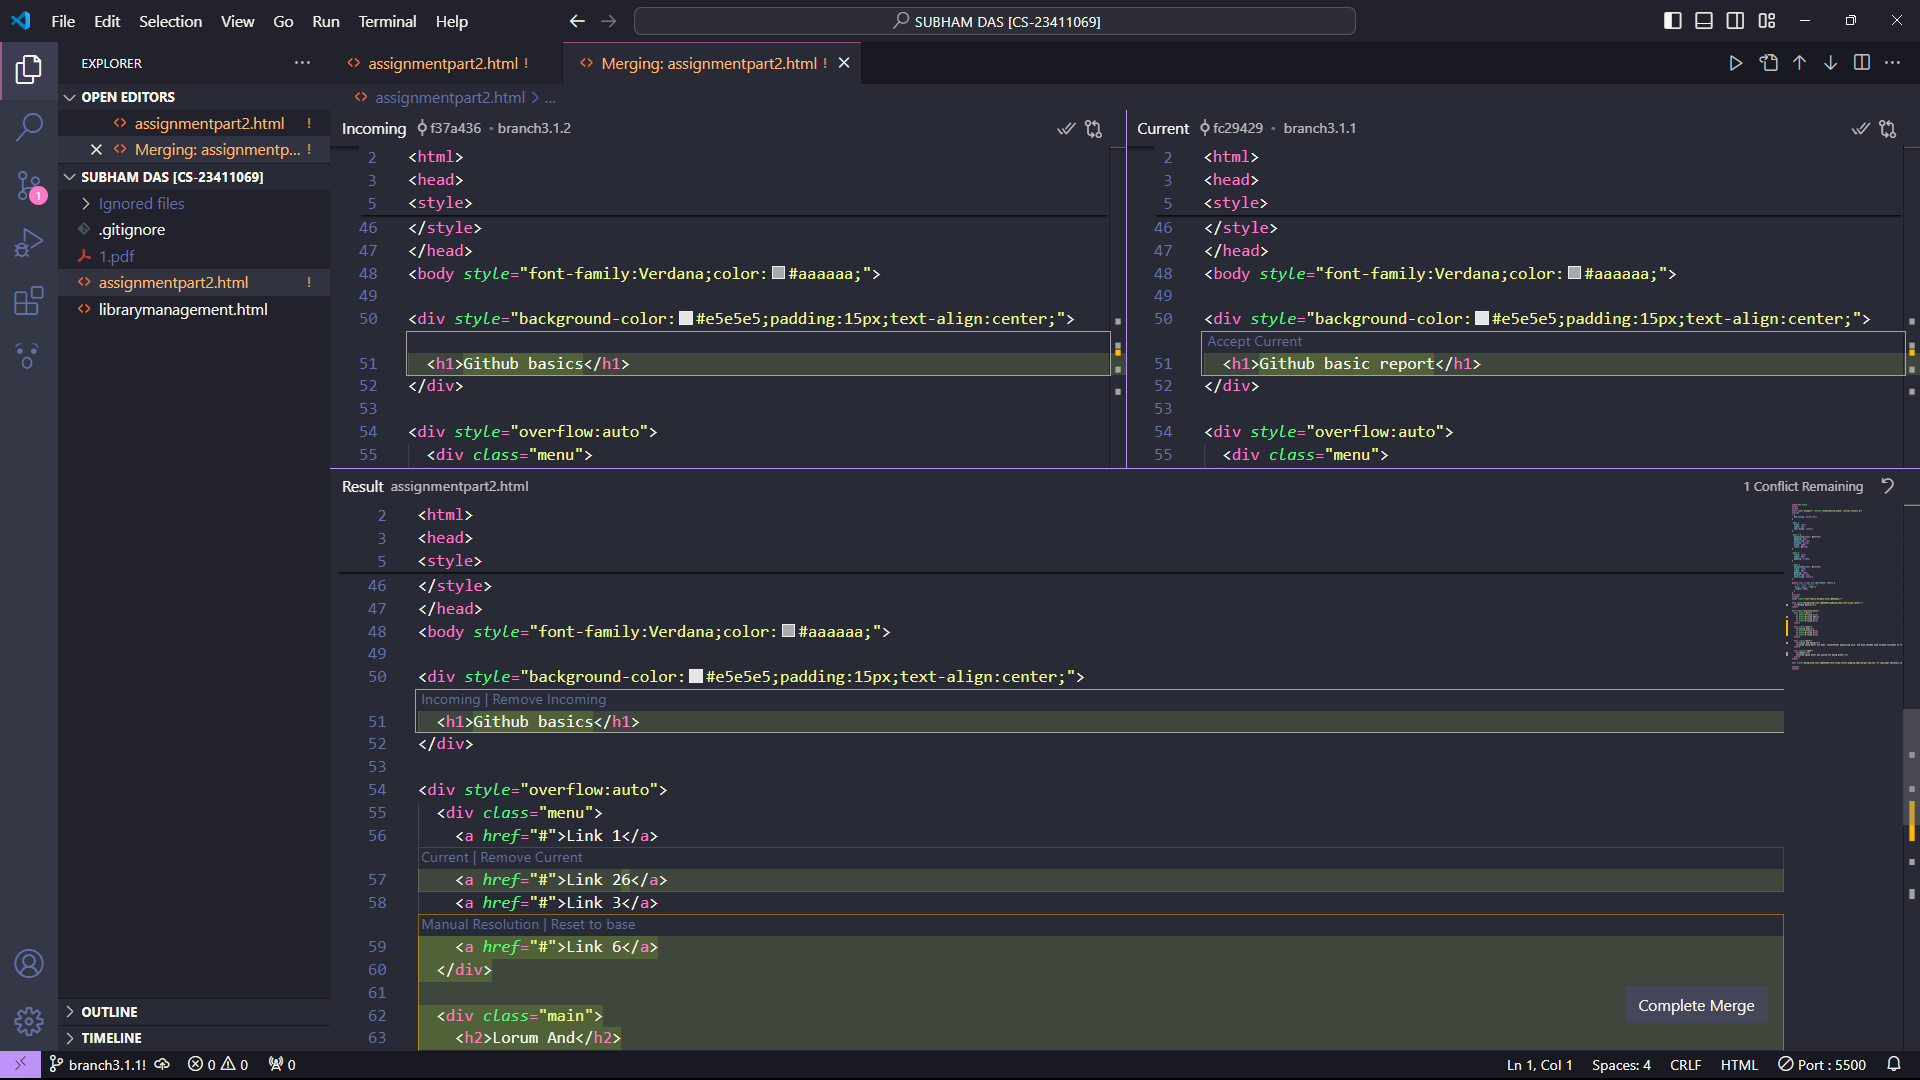 File Edit Selection View Go Run Terminal Help
SUBHAM DAS [CS-23411069]
EXPLORER
OPEN EDITORS
assignmentpart2.html !
Merging: assignmentp... !
SUBHAM DAS [CS-23411069]
Ignored files
.gitignore
1.pdf
assignmentpart2.html !
librarymanagement.html
OUTLINE
TIMELINE
1
assignmentpart2.html !
Merging: assignmentpart2.html !
assignmentpart2.html > ...
Incoming f37a436 • branch3.1.2
2 <html>
3 <head>
5 <style>
46 </style>
47 </head>
48 <body style="font-family:Verdana;color:#aaaaaa;">
49
50 <div style="background-color:#e5e5e5;padding:15px;text-align:center;">
51 <h1>Github basics</h1>
52 </div>
53
54 <div style="overflow:auto">
55 <div class="menu">
Current fc29429 • branch3.1.1
2 <html>
3 <head>
5 <style>
46 </style>
47 </head>
48 <body style="font-family:Verdana;color:#aaaaaa;">
49
50 <div style="background-color:#e5e5e5;padding:15px;text-align:center;">
Accept Current
51 <h1>Github basic report</h1>
52 </div>
53
54 <div style="overflow:auto">
55 <div class="menu">
Result assignmentpart2.html
1 Conflict Remaining
2 <html>
3 <head>
5 <style>
46 </style>
47 </head>
48 <body style="font-family:Verdana;color:#aaaaaa;">
49
50 <div style="background-color:#e5e5e5;padding:15px;text-align:center;">
Incoming | Remove Incoming
51 <h1>Github basics</h1>
52 </div>
53
54 <div style="overflow:auto">
55 <div class="menu">
56 <a href="#">Link 1</a>
Current | Remove Current
57 <a href="#">Link 26</a>
58 <a href="#">Link 3</a>
Manual Resolution | Reset to base
59 <a href="#">Link 6</a>
60 </div>
61
62 <div class="main">
63 <h2>Lorum And</h2>
Complete Merge
branch3.1.1! 0 0 0
Ln 1, Col 1 Spaces: 4 CRLF HTML Port : 5500